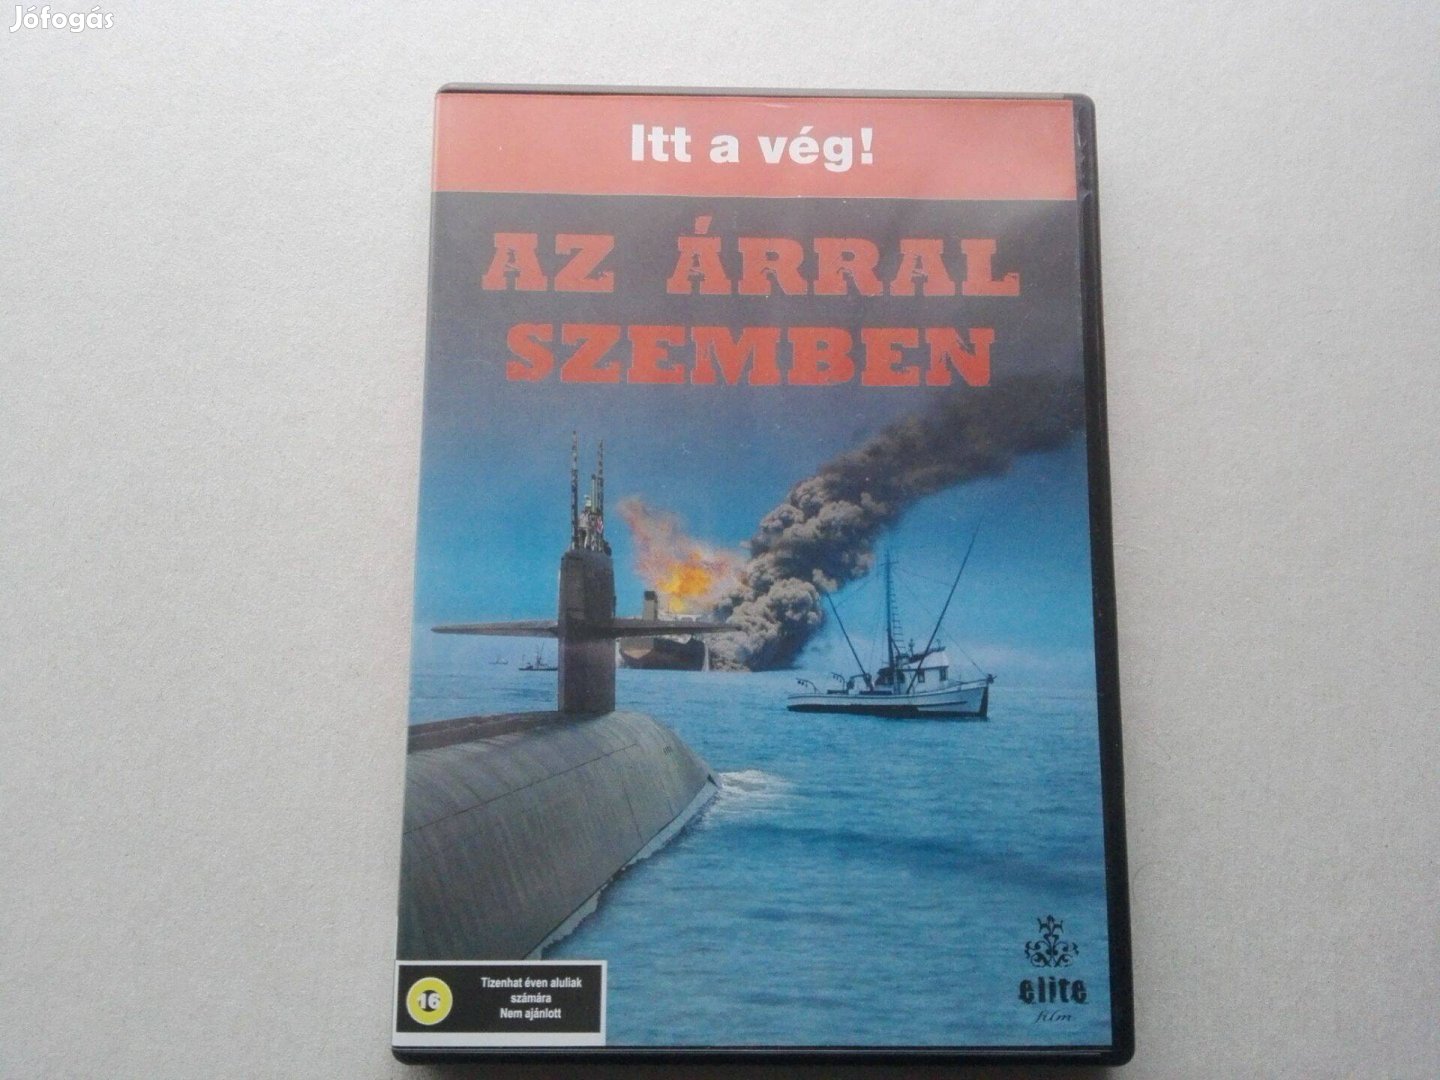 Jófogás
Itt a vég!
AZ ÁRRAL
SZEMBEN
16
Tizenhat éven aluliak
számára
Nem ajánlott
elite
film